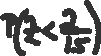 P(Z < 2/15)